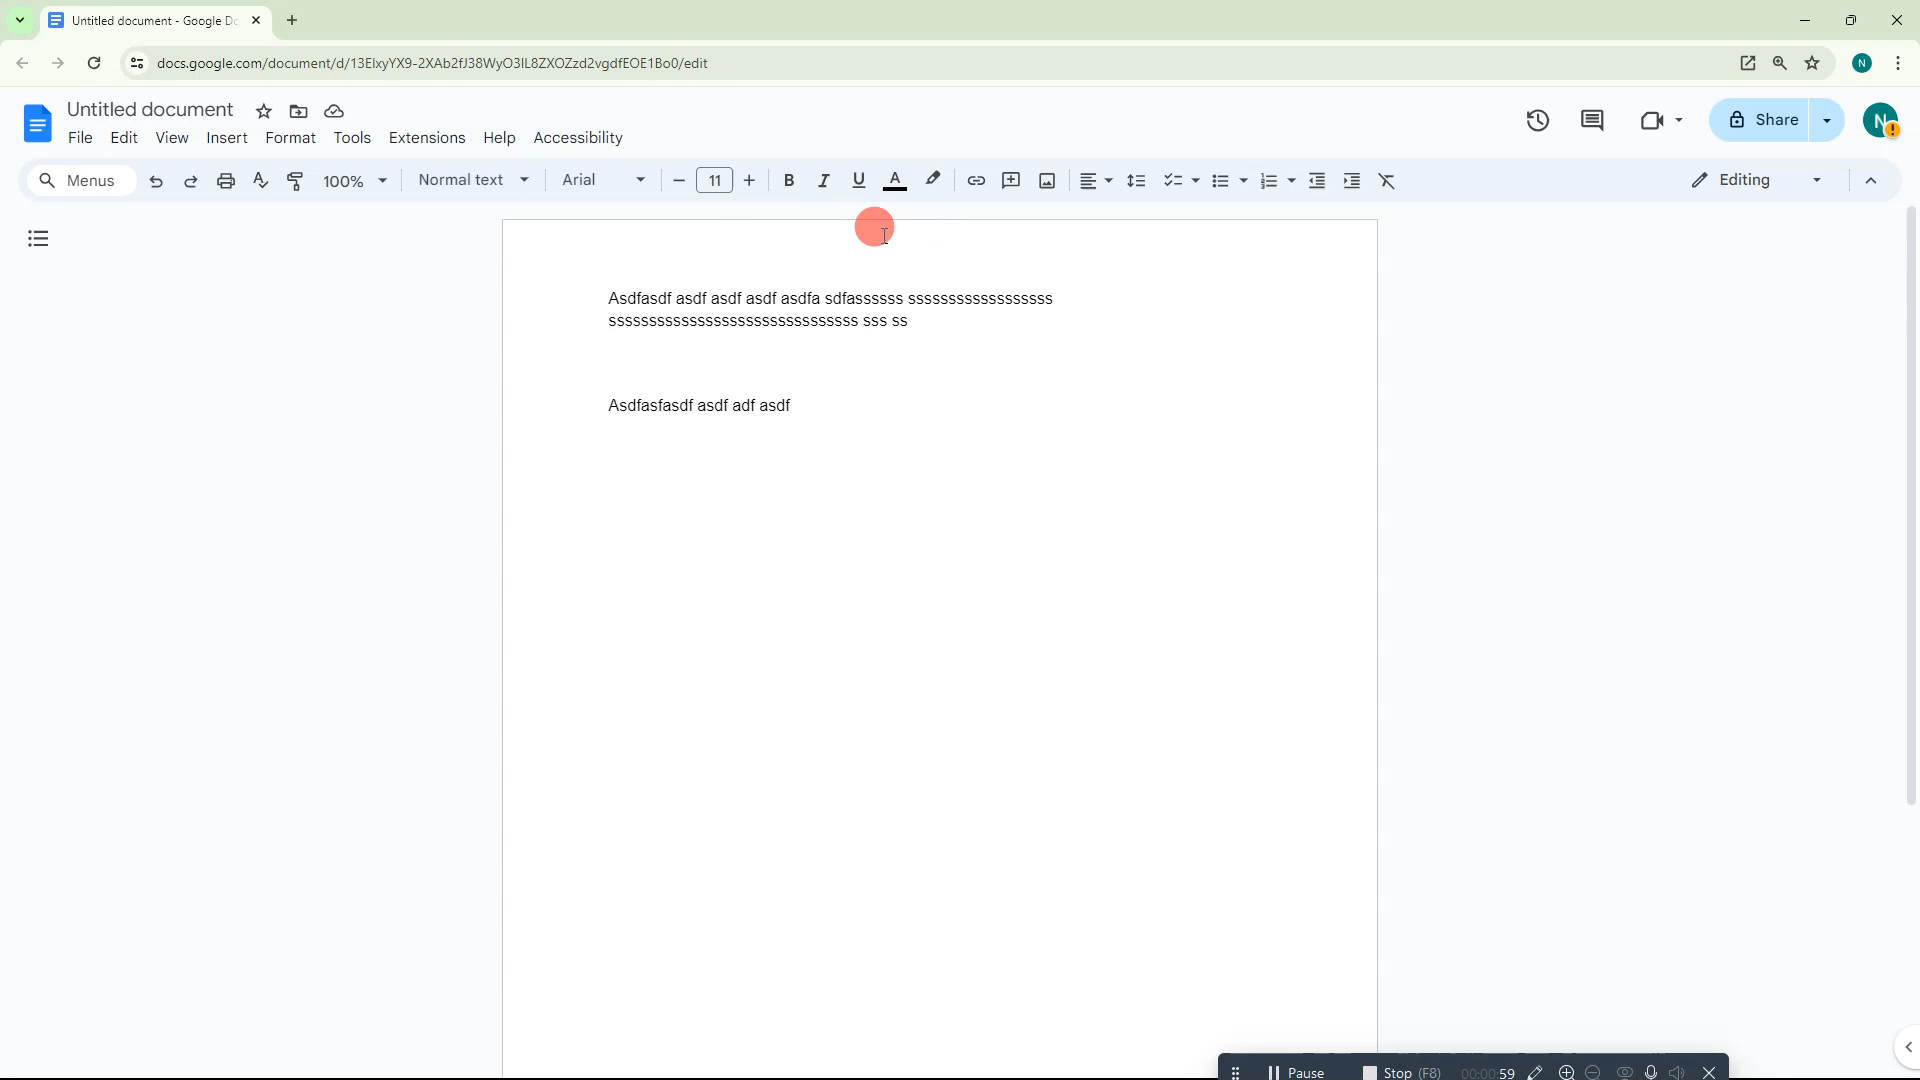 Untitled document - Google Do
docs.google.com/document/d/13ElxyYX9-2XAb2fJ38WyO3IL8ZXOZzd2vgdfEOE1Bo0/edit
Untitled document
File Edit View Insert Format Tools Extensions Help Accessibility
Share
N
Menus 100% Normal text Arial 11 B I U A Editing
Asdfasdf asdf asdf asdf asdfa sdfassssss ssssssssssssssssss
sssssssssssssssssssssssssssssss sss ss
Asdfasfasdf asdf adf asdf
Pause Stop (F8) 00:00:59